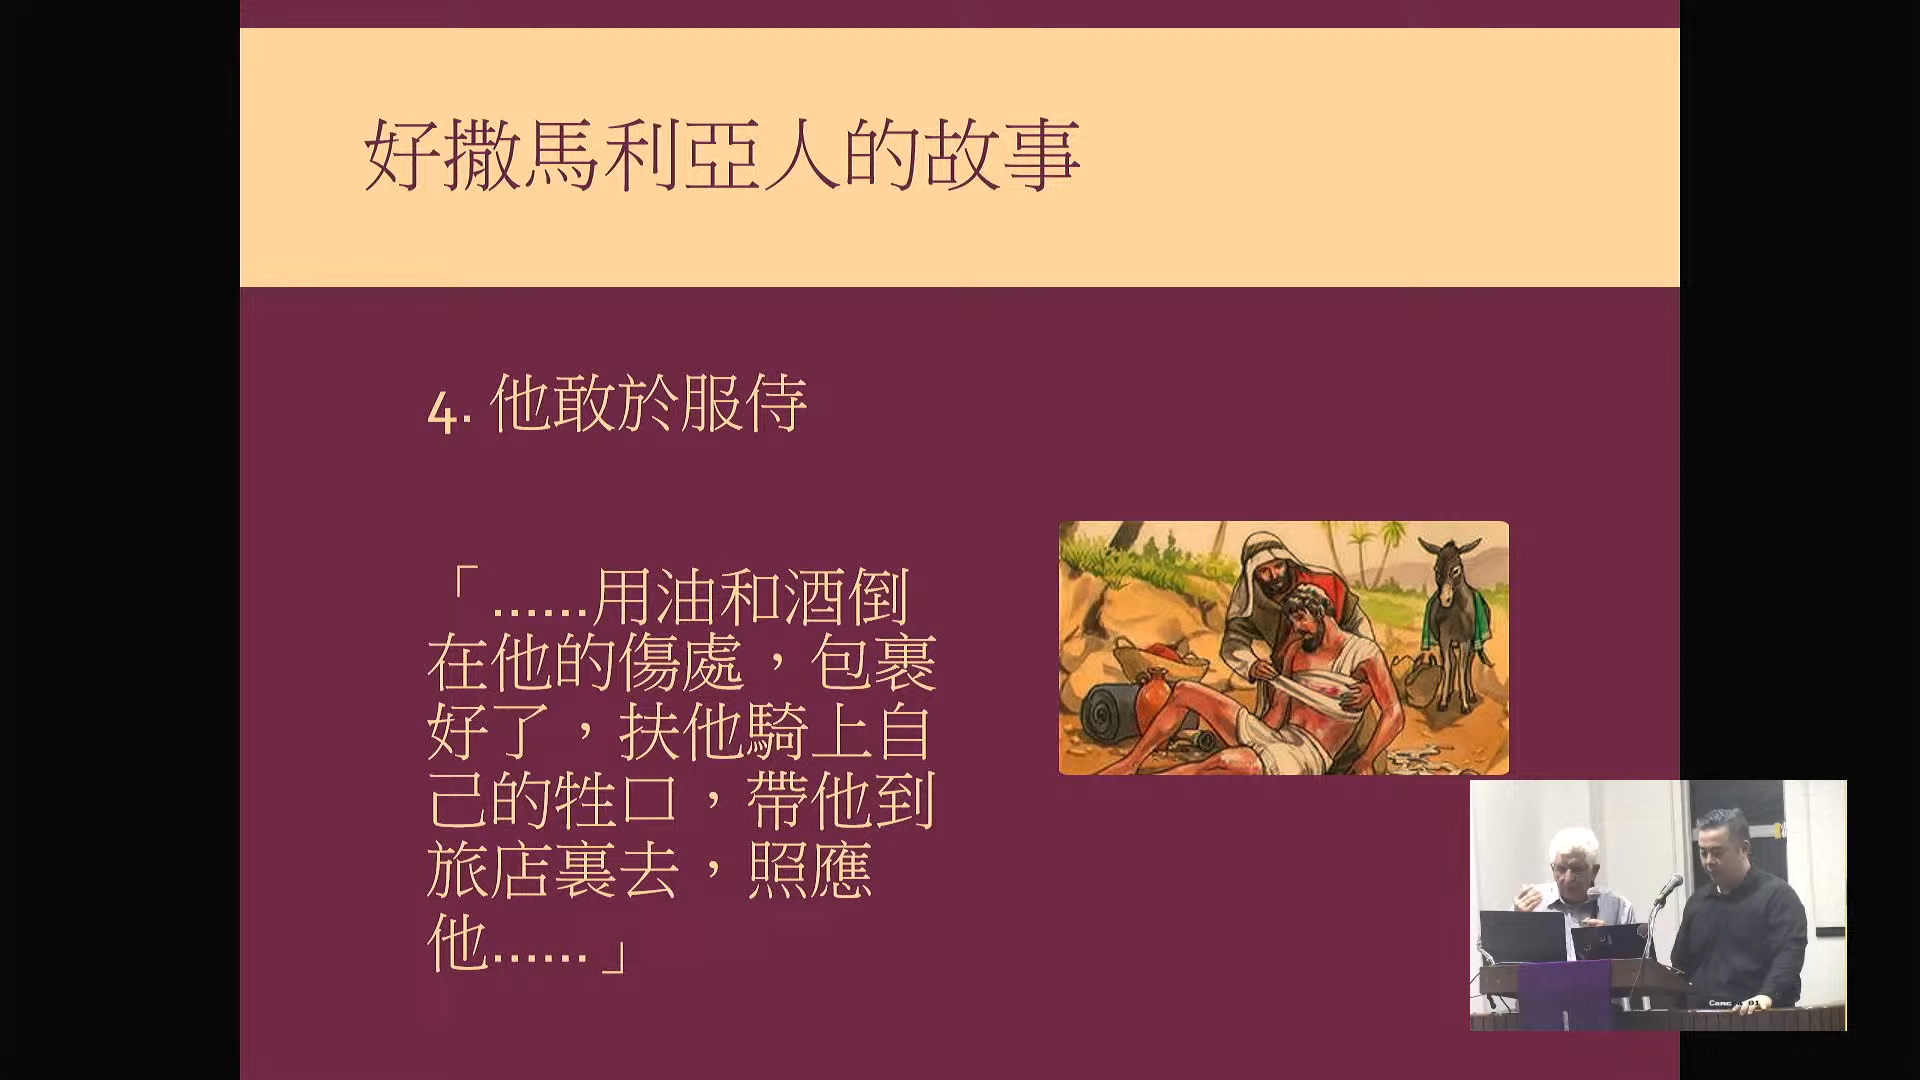 好撒馬利亞人的故事
4. 他敢於服侍
「......用油和酒倒
在他的傷處，包裹
好了，扶他騎上自
己的牲口，帶他到
旅店裏去，照應
他......」